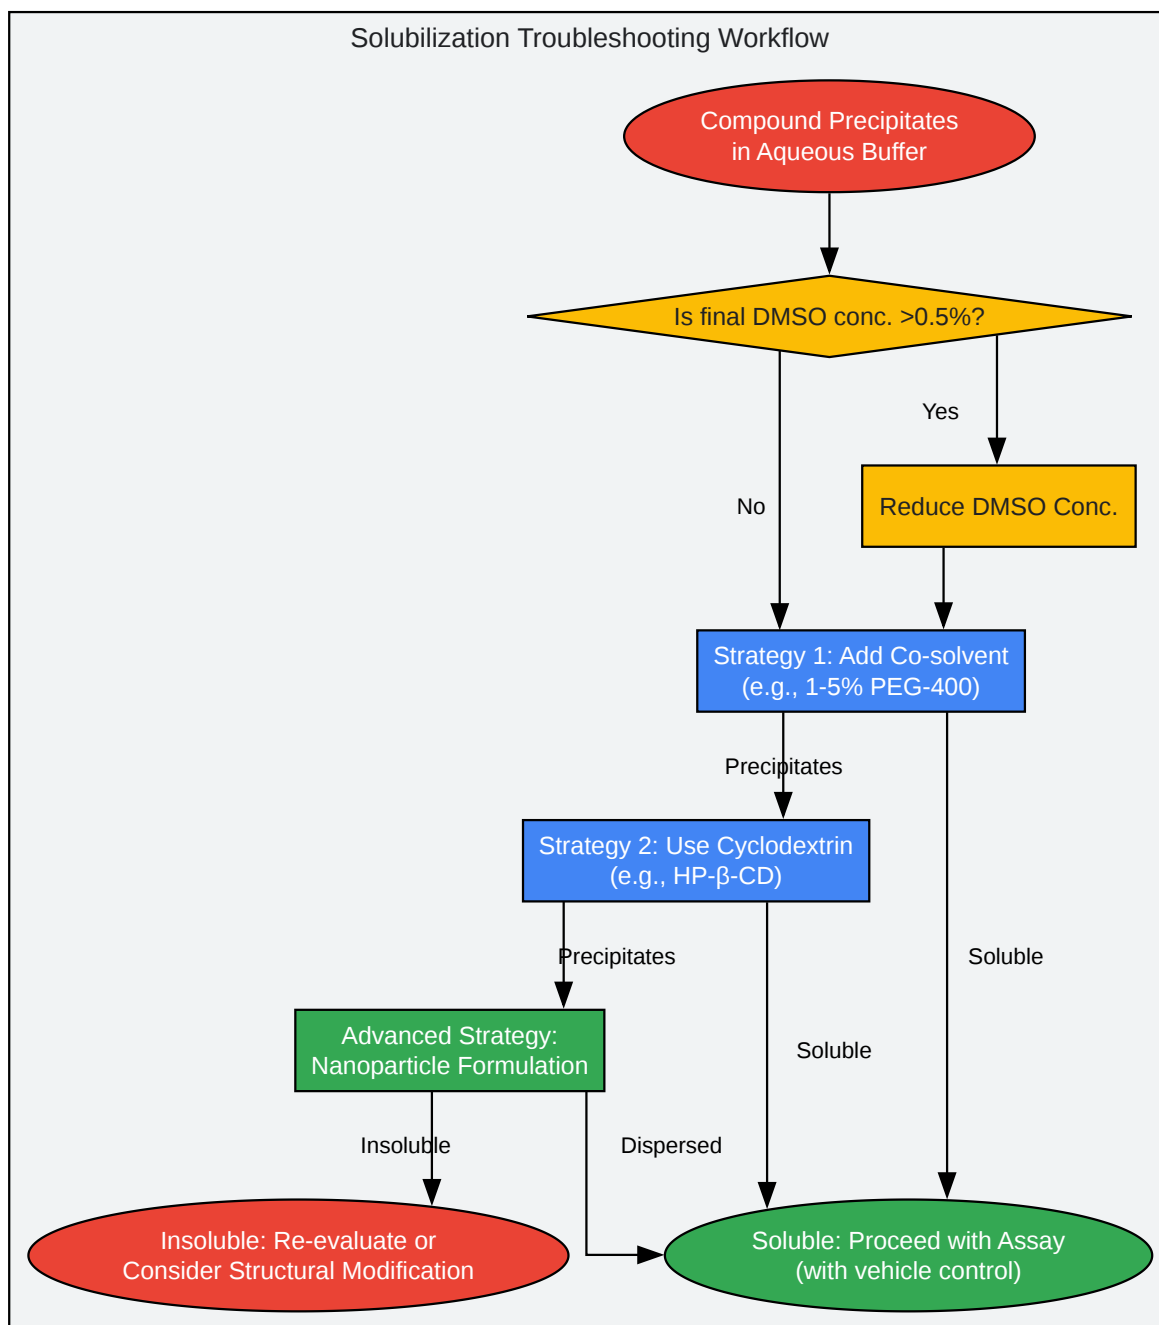 Solubilization Troubleshooting Workflow
Compound Precipitates
in Aqueous Buffer
Is final DMSO conc. >0.5%?
Yes
No
Reduce DMSO Conc.
Strategy 1: Add Co-solvent
(e.g., 1-5% PEG-400)
Precipitates
Strategy 2: Use Cyclodextrin
(e.g., HP-β-CD)
Precipitates
Soluble
Advanced Strategy:
Nanoparticle Formulation
Soluble
Insoluble
Dispersed
Insoluble: Re-evaluate or
Consider Structural Modification
Soluble: Proceed with Assay
(with vehicle control)